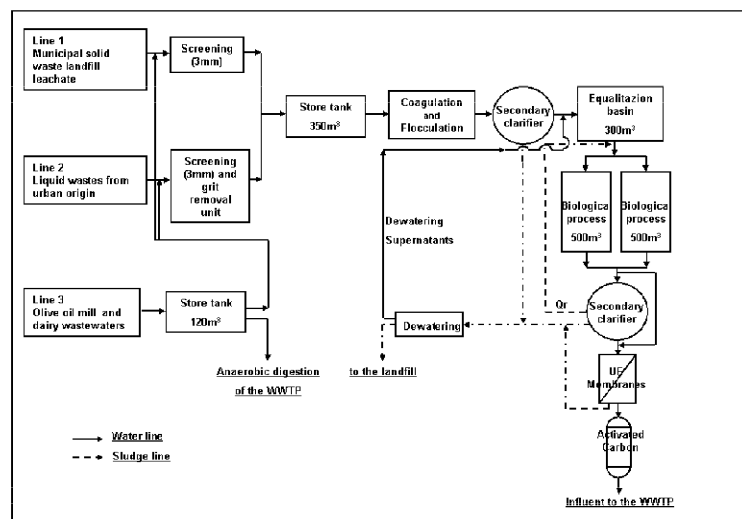 Line 1
Municipal solid
waste landfill
leachate
Screening
(3mm)
Store tank
350m³
Coagulation
and
Flocculation
Secondary
clarifier
Equalitazion
basin
300m³
Line 2
Liquid wastes from
urban origin
Screening
(3mm) and
grit
removal
unit
Biologica
process
500m³
Biologica
process
500m³
Dewatering
Supernatants
Line 3
Olive oil mill and
dairy wastewaters
Store tank
120m³
Dewatering
Qr
Secondary
clarifier
Anaerobic digestion
of the WWTP
to the landfill
UF
Membranes
Activated
Carbon
Water line
Sludge line
Influent to the WWTP